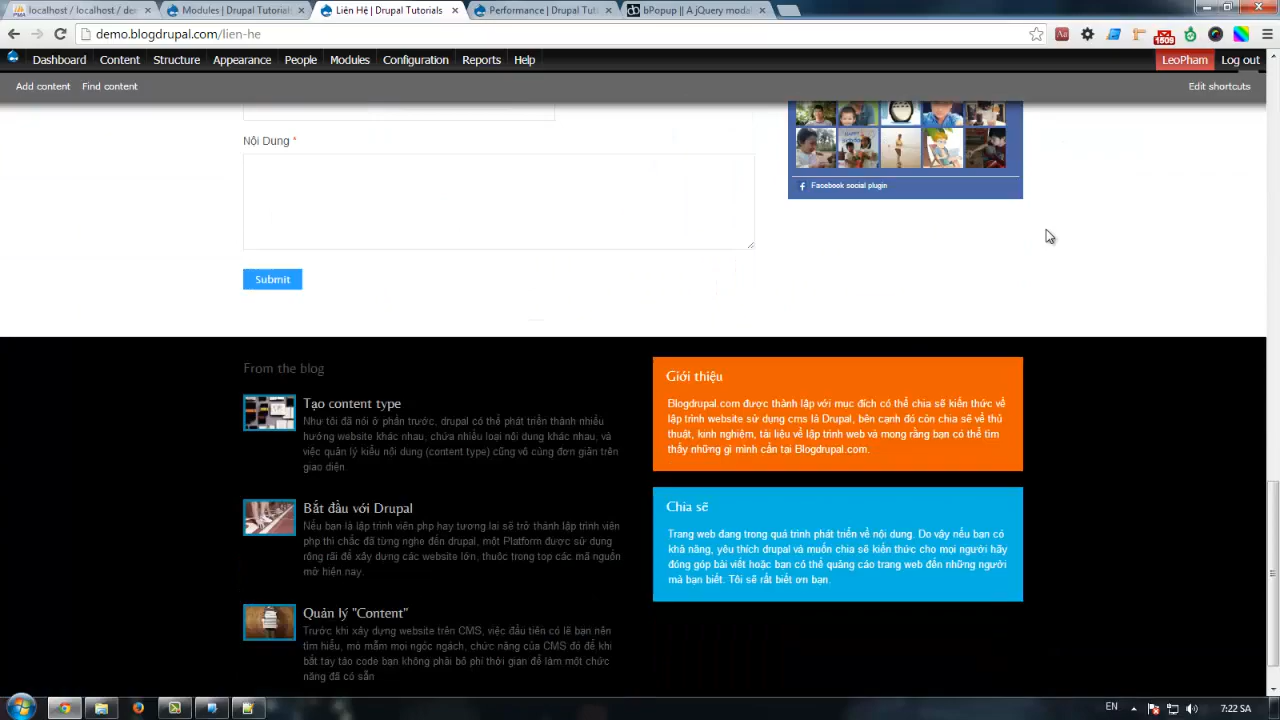 localhost / localhost / den
Modules | Drupal Tutorials
Liên Hệ | Drupal Tutorials
Performance | Drupal Tut
bPopup || A jQuery modal
demo.blogdrupal.com/lien-he
1509
Dashboard Content Structure Appearance People Modules Configuration Reports Help LeoPham Log out
Add content Find content Edit shortcuts
Nội Dung *
Facebook social plugin
Submit
From the blog
Tạo content type
Như tôi đã nói ở phần trước, drupal có thể phát triển thành nhiều
hướng website khác nhau, chứa nhiều loại nội dung khác nhau, và
việc quản lý kiểu nội dung (content type) cũng vô cùng đơn giản trên
giao diện.
Bắt đầu với Drupal
Nếu bạn là lập trình viên php hay tương lai sẽ trở thành lập trình viên
php thì chắc đã từng nghe đến drupal, một Platform được sử dụng
rộng rãi để xây dựng các website lớn, thuộc trong top các mã nguồn
mở hiện nay.
Quản lý "Content"
Trước khi xây dựng website trên CMS, việc đầu tiên có lẽ bạn nên
tìm hiểu, mò mẫm mọi ngóc ngách, chức năng của CMS đó để khi
bắt tay táo code bạn không phải bỏ phí thời gian để làm một chức
năng đã có sẵn
Giới thiệu
Blogdrupal.com được thành lập với mục đích có thể chia sẽ kiến thức về
lập trình website sử dụng cms là Drupal, bên cạnh đó còn chia sẽ về thủ
thuật, kinh nghiệm, tài liệu về lập trình web và mong rằng bạn có thể tìm
thấy những gì mình cần tại Blogdrupal.com.
Chia sẽ
Trang web đang trong quá trình phát triển về nội dung. Do vậy nếu bạn có
khả năng, yêu thích drupal và muốn chia sẽ kiến thức cho mọi người hãy
đóng góp bài viết hoặc bạn có thể quảng cáo trang web đến những người
mà bạn biết. Tôi sẽ rất biết ơn bạn.
EN
7:22 SA